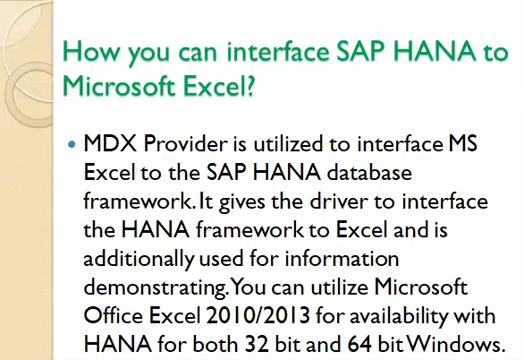 How you can interface SAP HANA to
Microsoft Excel?
• MDX Provider is utilized to interface MS
Excel to the SAP HANA database
framework. It gives the driver to interface
the HANA framework to Excel and is
additionally used for information
demonstrating. You can utilize Microsoft
Office Excel 2010/2013 for availability with
HANA for both 32 bit and 64 bit Windows.